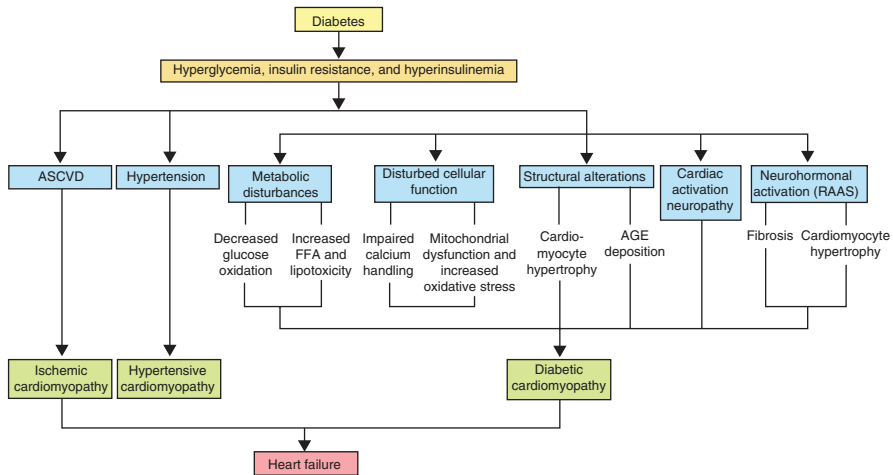 Diabetes
Hyperglycemia, insulin resistance, and hyperinsulinemia
ASCVD
Hypertension
Metabolic
disturbances
Disturbed cellular
function
Structural alterations
Cardiac
activation
neuropathy
Neurohormonal
activation (RAAS)
Decreased
glucose
oxidation
Increased
FFA and
lipotoxicity
Impaired
calcium
handling
Mitochondrial
dysfunction and
increased
oxidative stress
Cardio-
myocyte
hypertrophy
AGE
deposition
Fibrosis
Cardiomyocyte
hypertrophy
Ischemic
cardiomyopathy
Hypertensive
cardiomyopathy
Diabetic
cardiomyopathy
Heart failure